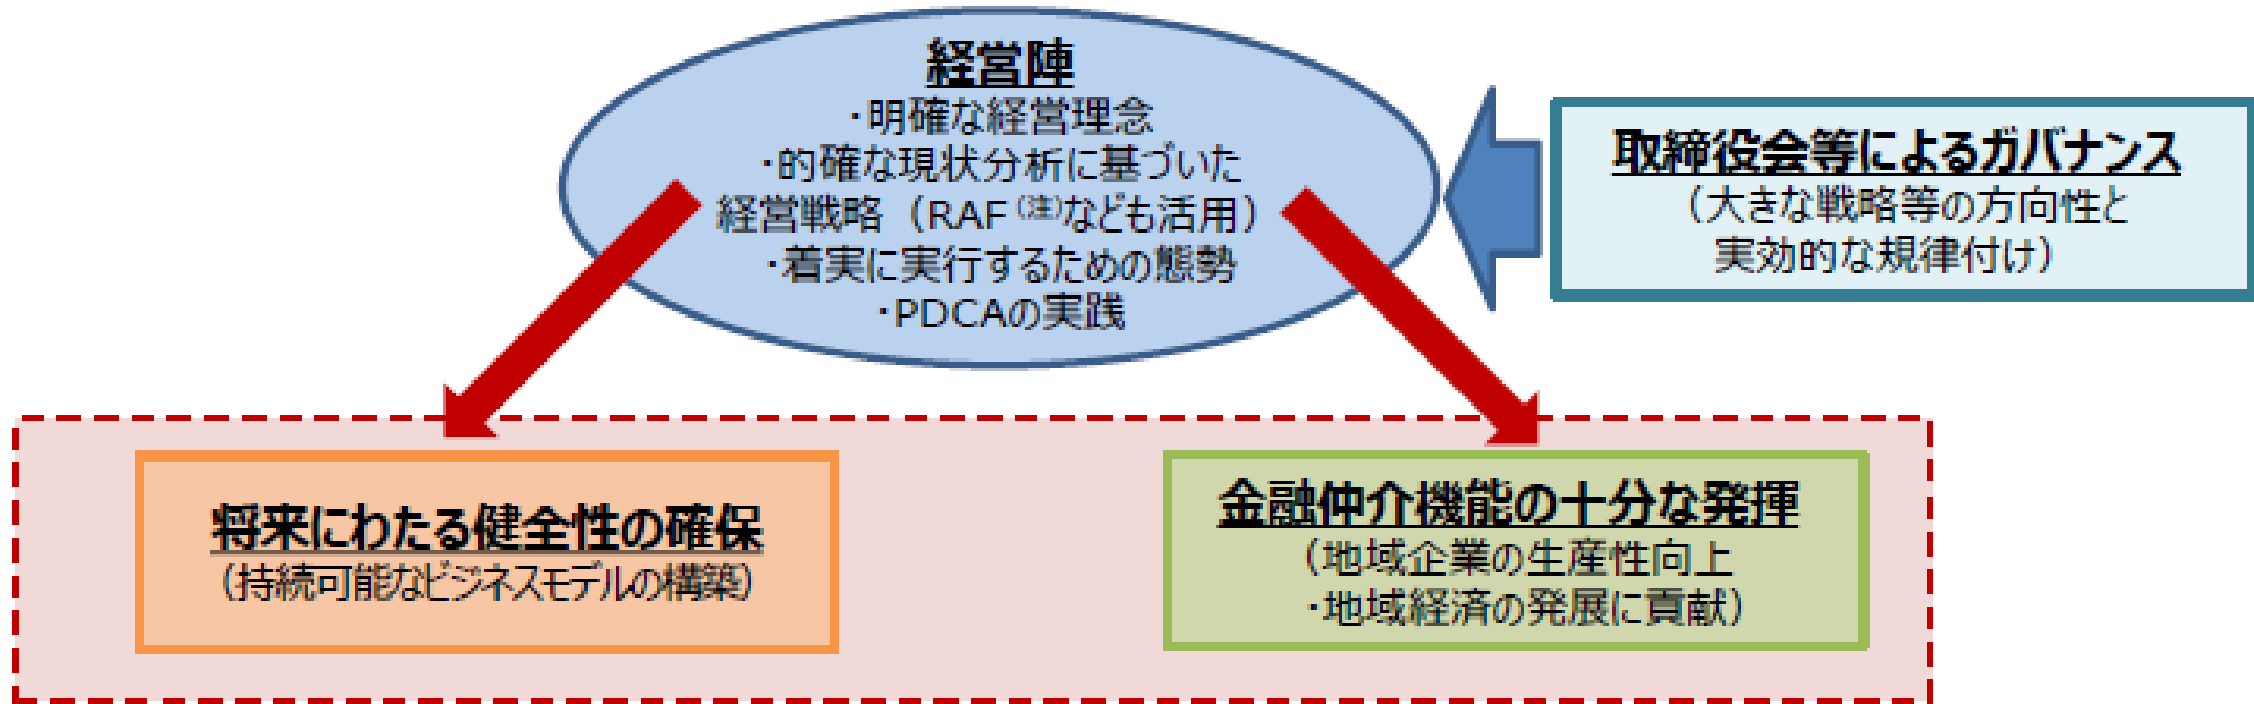 経営陣
・明確な経営理念
・的確な現状分析に基づいた
経営戦略（RAF（注）なども活用）
・着実に実行するための態勢
・PDCAの実践
取締役会等によるガバナンス
（大きな戦略等の方向性と
実効的な規律付け）
将来にわたる健全性の確保
（持続可能なビジネスモデルの構築）
金融仲介機能の十分な発揮
（地域企業の生産性向上
・地域経済の発展に貢献）